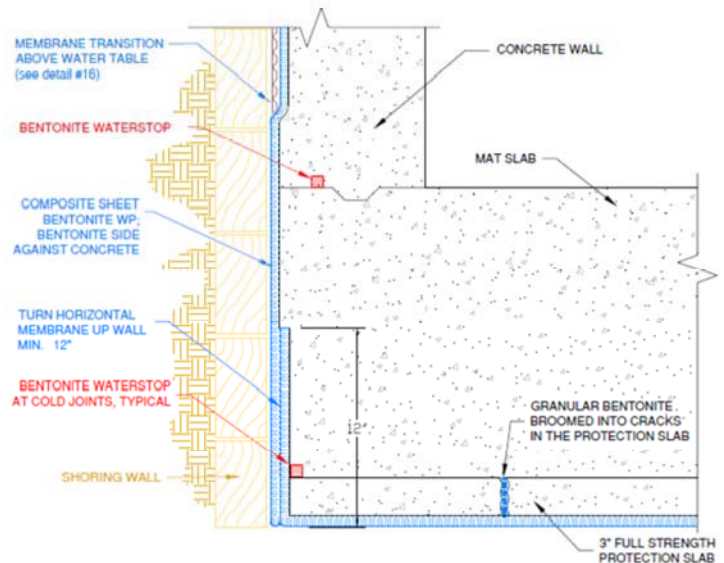 MEMBRANE TRANSITION
ABOVE WATER TABLE
(see detail #16)
CONCRETE WALL
BENTONITE WATERSTOP
MAT SLAB
COMPOSITE SHEET
BENTONITE WP;
BENTONITE SIDE
AGAINST CONCRETE
TURN HORIZONTAL
MEMBRANE UP WALL
MIN. 12"
BENTONITE WATERSTOP
AT COLD JOINTS, TYPICAL
12"
GRANULAR BENTONITE
BROOMED INTO CRACKS
IN THE PROTECTION SLAB
SHORING WALL
3" FULL STRENGTH
PROTECTION SLAB